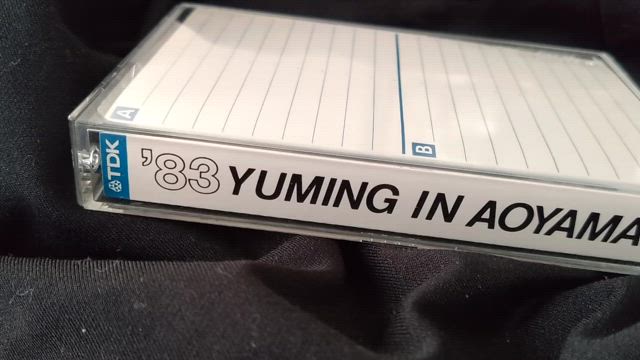 A
B
TDK
'83 YUMING IN AOYAMA